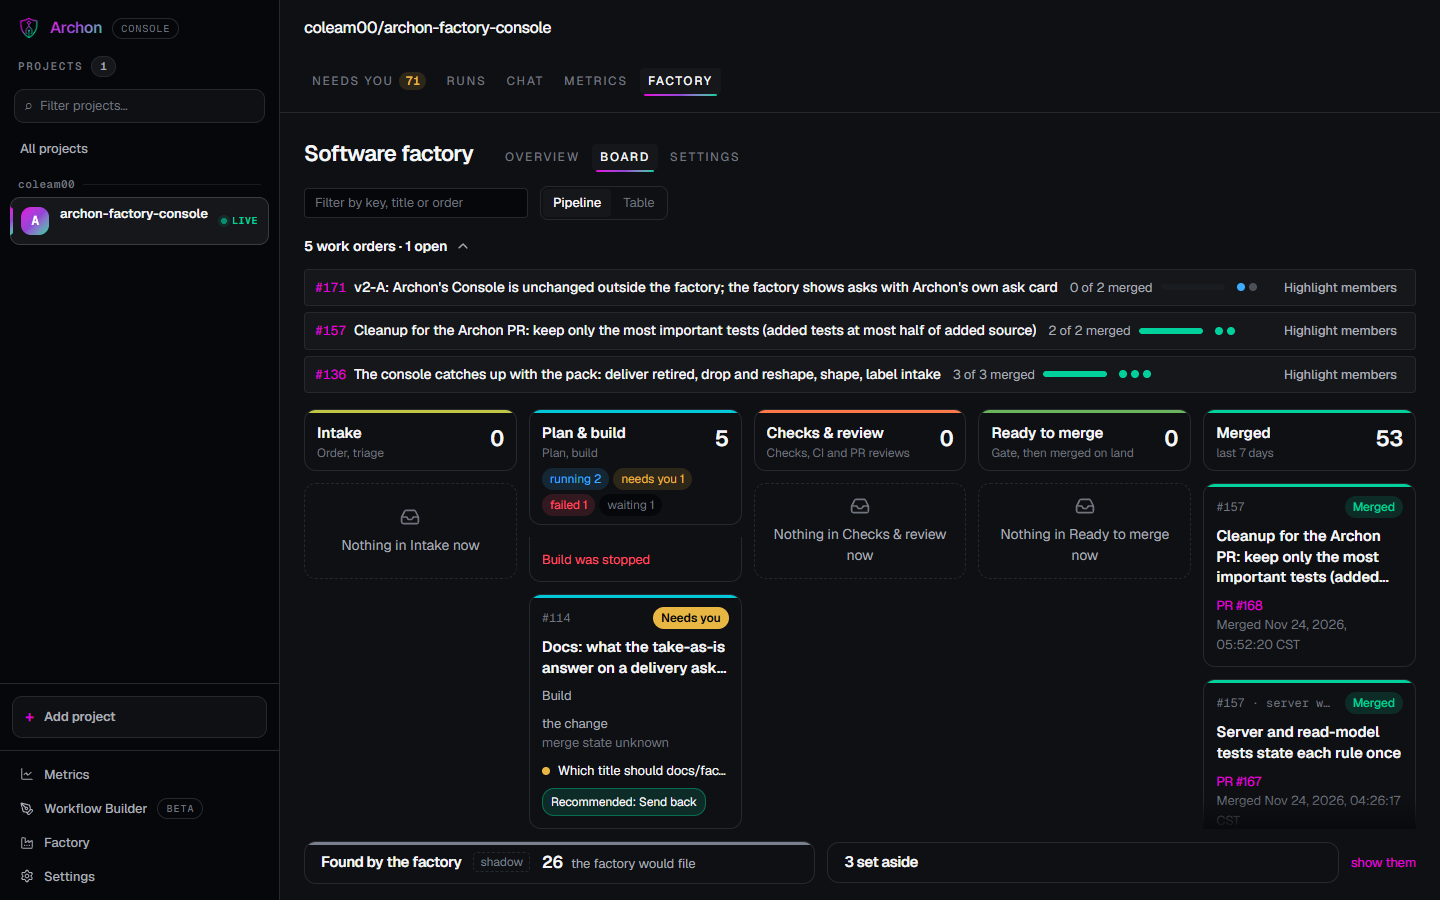 Archon CONSOLE
PROJECTS 1
Filter projects...
All projects
coleam00
A archon-factory-console LIVE
+ Add project
Metrics
Workflow Builder BETA
Factory
Settings
coleam00/archon-factory-console
NEEDS YOU 71 RUNS CHAT METRICS FACTORY
Software factory OVERVIEW BOARD SETTINGS
Filter by key, title or order Pipeline Table
5 work orders · 1 open
#171 v2-A: Archon's Console is unchanged outside the factory; the factory shows asks with Archon's own ask card 0 of 2 merged Highlight members
#157 Cleanup for the Archon PR: keep only the most important tests (added tests at most half of added source) 2 of 2 merged Highlight members
#136 The console catches up with the pack: deliver retired, drop and reshape, shape, label intake 3 of 3 merged Highlight members
Intake 0
Order, triage
Nothing in Intake now
Plan & build 5
Plan, build
running 2 needs you 1
failed 1 waiting 1
Build was stopped
#114 Needs you
Docs: what the take-as-is
answer on a delivery ask...
Build
the change
merge state unknown
Which title should docs/fac...
Recommended: Send back
Checks & review 0
Checks, CI and PR reviews
Nothing in Checks & review
now
Ready to merge 0
Gate, then merged on land
Nothing in Ready to merge
now
Merged 53
last 7 days
#157 Merged
Cleanup for the Archon
PR: keep only the most
important tests (added...
PR #168
Merged Nov 24, 2026,
05:52:20 CST
#157 · server w... Merged
Server and read-model
tests state each rule once
PR #167
Merged Nov 24, 2026, 04:26:17
CST
Found by the factory shadow 26 the factory would file
3 set aside show them